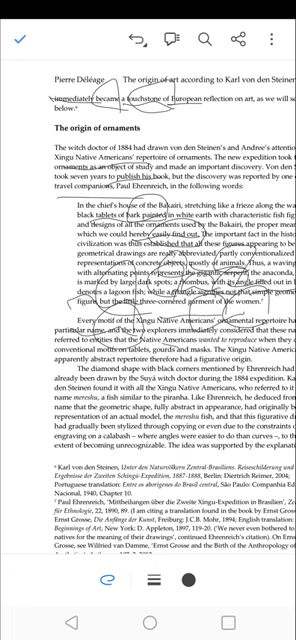 Pierre Déléage The origin of art according to Karl von den Steinen
immediately became a touchstone of European reflection on art, as we will s
below.⁶
The origin of ornaments
The witch doctor of 1884 had drawn von den Steinen's and Andree's attentio
Xingu Native Americans' repertoire of ornaments. The new expedition took t
ornaments as an object of study and made an important discovery. Von den S
took seven years to publish his book, but the discovery was reported by one o
travel companions, Paul Ehrenreich, in the following words:
In the chief's house of the Bakairi, stretching like a frieze along the wa
black tablets of bark painted in white earth with characteristic fish fig
and designs of all the ornaments used by the Bakairi, the proper mear
which we could hereby easily find out. The important fact in the histo
civilization was thus established that all these figures appearing to be
geometrical drawings are really abbreviated, partly conventionalized
representations of concrete objects, mostly of animals. Thus, a waving
with alternating points represents the gigantic serpent, the anaconda,
is marked by large dark spots; a rhombus, with its angle filled out in b
denotes a lagoon fish; while a triangle signifies not that simple geome
figure, but the little three-cornered garment of the women.⁷
Every motif of the Xingu Native Americans' ornamental repertoire h
particular name, and the two explorers immediately considered that these na
referred to entities that the Native Americans wanted to reproduce when they d
conventional motifs on tablets, gourds and masks. The Xingu Native Americ
apparently abstract repertoire therefore had a figurative origin.
The diamond shape with black corners mentioned by Ehrenreich had
already been drawn by the Suyá witch doctor during the 1884 expedition. Ka
den Steinen found it with all the Xingu Native Americans, who referred to it
name mereshu, a fish similar to the piranha. Like Ehrenreich, he deduced from
name that the geometric shape, fully abstract in appearance, had originally be
representation of an actual model, the mereshu fish, and that this figurative d
had gradually been stylized through copying or even due to the constraints o
engraving on a calabash – where angles were easier to do than curves –, to th
extent of becoming unrecognizable. The idea was supported by the explanati
⁶ Karl von den Steinen, Unter den Naturvölkern Zentral-Brasiliens. Reiseschilderung und
Ergebnisse der Zweiten Schingú-Expedition, 1887-1888, Berlin: Dietrich Reimer, 2004;
Portuguese translation: Entre os aborígenes do Brasil central, São Paulo: Companhia Ed
Nacional, 1940, Chapter 10.
⁷ Paul Ehrenreich, 'Mittheilungen über die Zweite Xingu-Expedition in Brasilien', Ze
für Ethnologie, 22, 1890, 89. (I am citing a translation found in the book by Ernst Grosse,
Ernst Grosse, Die Anfänge der Kunst, Freiburg: J.C.B. Mohr, 1894; English translation:
Beginnings of Art, New York: D. Appleton, 1897, 119-20. ('We never even bothered to
natives for the meaning of their drawings', continued Ehrenreich's citation). On Ernst
Grosse, see Wilfried van Damme, 'Ernst Grosse and the Birth of the Anthropology of